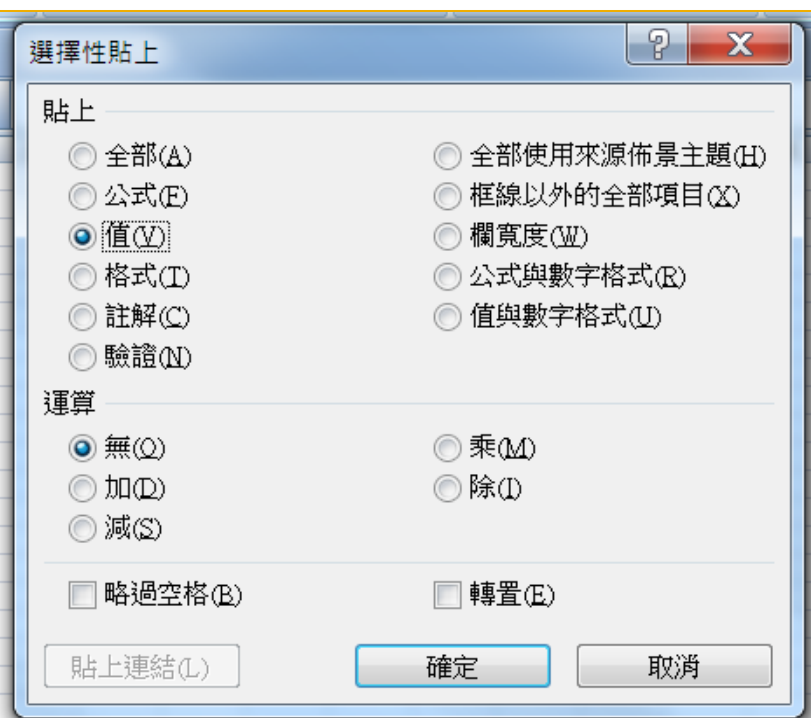 選擇性貼上
貼上
全部(A)
全部使用來源佈景主題(H)
公式(F)
框線以外的全部項目(X)
值(V)
欄寬度(W)
格式(T)
公式與數字格式(R)
註解(C)
值與數字格式(U)
驗證(N)
運算
無(O)
乘(M)
加(D)
除(I)
減(S)
略過空格(B)
轉置(E)
貼上連結(L)
確定
取消